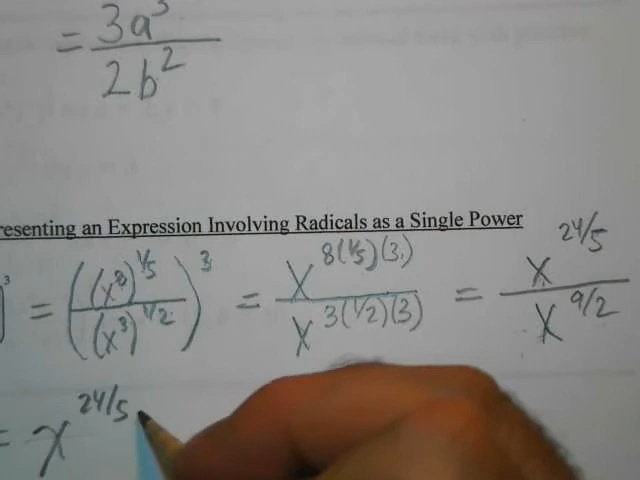 = 3a³ / 2b²
resenting an Expression Involving Radicals as a Single Power
)³ = ((x⁸)^1/5 / (x³)^1/2)³ = x^8(1/5)(3) / x^3(1/2)(3) = x^24/5 / x^9/2
= x^24/5